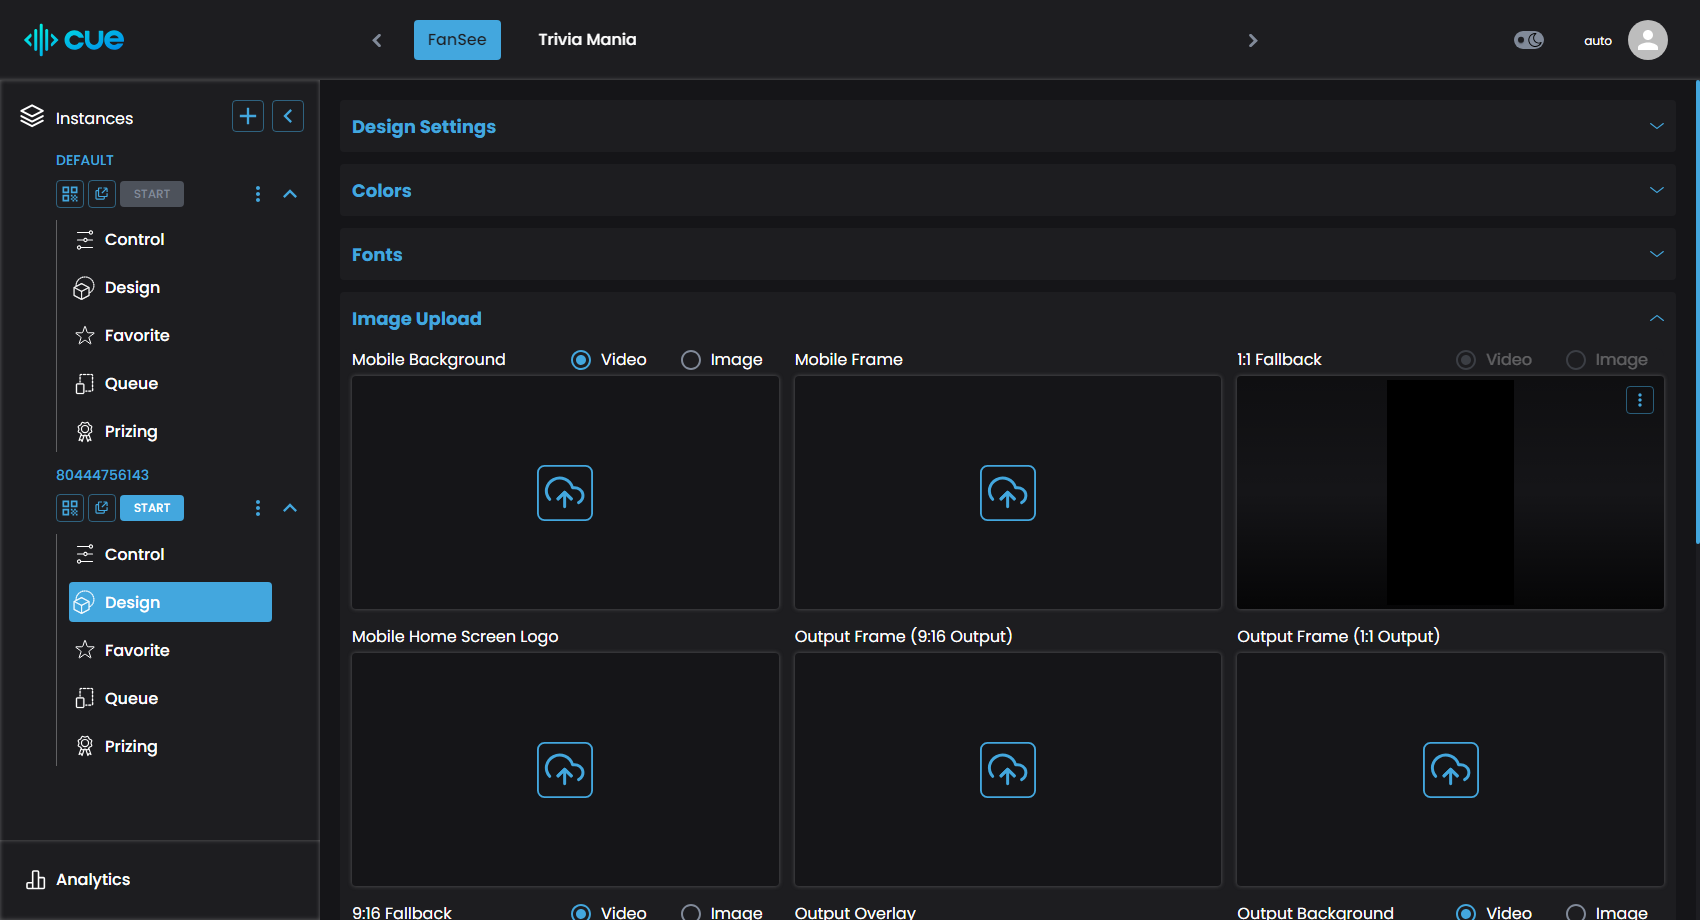 cue
FanSee
Trivia Mania
auto
Instances
DEFAULT
START
Control
Design
Favorite
Queue
Prizing
80444756143
START
Control
Design
Favorite
Queue
Prizing
Analytics
Design Settings
Colors
Fonts
Image Upload
Mobile Background Video Image
Mobile Frame
1:1 Fallback Video Image
Mobile Home Screen Logo
Output Frame (9:16 Output)
Output Frame (1:1 Output)
9:16 Fallback Video Image
Output Overlay
Output Background Video Image